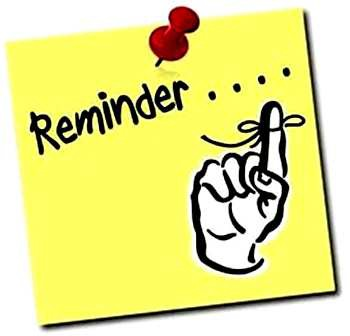 Reminder . . . .